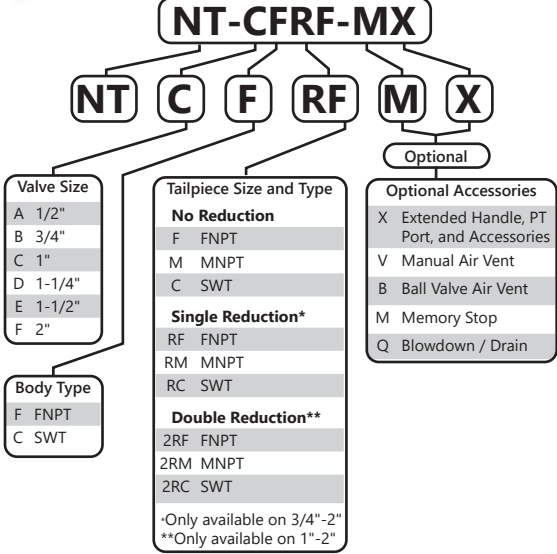 NT-CFRF-MX
NT C F RF M X
Optional
Valve Size
A 1/2"
B 3/4"
C 1"
D 1-1/4"
E 1-1/2"
F 2"
Body Type
F FNPT
C SWT
Tailpiece Size and Type
No Reduction
F FNPT
M MNPT
C SWT
Single Reduction*
RF FNPT
RM MNPT
RC SWT
Double Reduction**
2RF FNPT
2RM MNPT
2RC SWT
*Only available on 3/4"-2"
**Only available on 1"-2"
Optional Accessories
X Extended Handle, PT
Port, and Accessories
V Manual Air Vent
B Ball Valve Air Vent
M Memory Stop
Q Blowdown / Drain